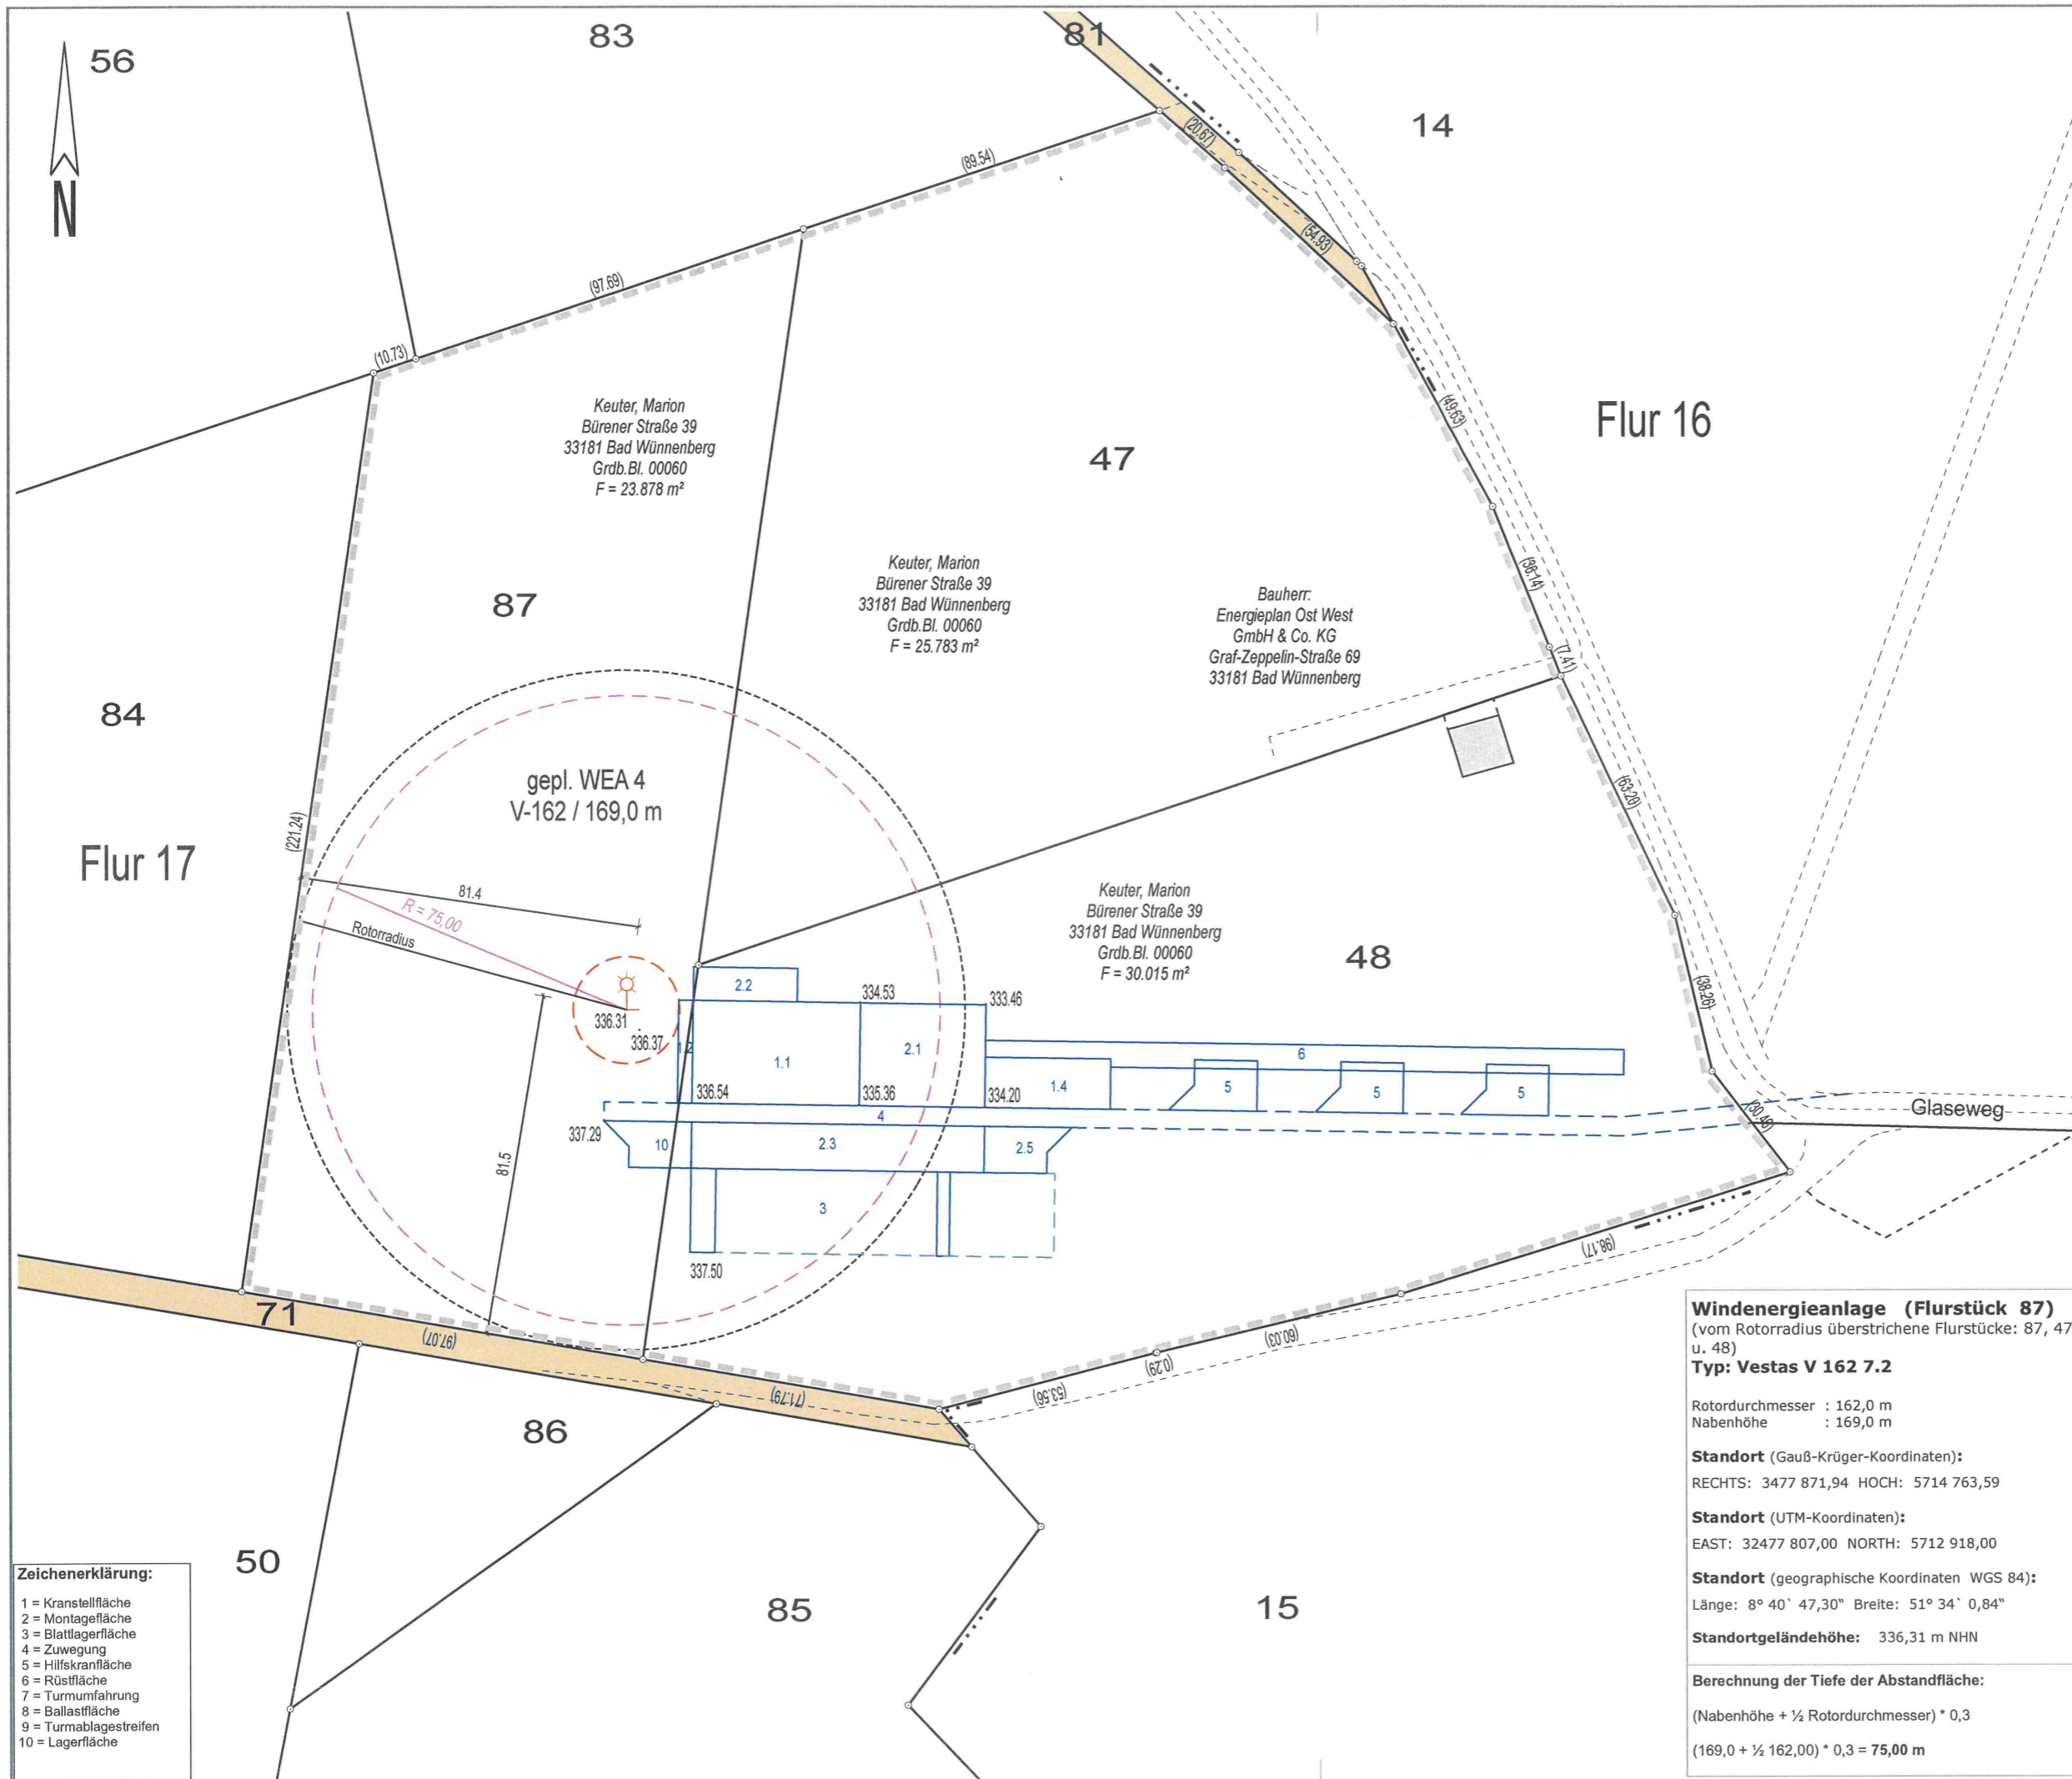 56
83
81
14
N
(20.67)
(89.54)
(54.93)
(97.69)
(10.73)
Keuter, Marion
Bürener Straße 39
33181 Bad Wünnenberg
Grdb.Bl. 00060
F = 23.878 m²
47
(49.63)
Flur 16
Keuter, Marion
Bürener Straße 39
33181 Bad Wünnenberg
Grdb.Bl. 00060
F = 25.783 m²
87
(38.14)
Bauherr:
Energieplan Ost West
GmbH & Co. KG
Graf-Zeppelin-Straße 69
33181 Bad Wünnenberg
(7.41)
84
gepl. WEA 4
V-162 / 169,0 m
(63.20)
(221.24)
Flur 17
81.4
R = 75,00
Rotorradius
Keuter, Marion
Bürener Straße 39
33181 Bad Wünnenberg
Grdb.Bl. 00060
F = 30.015 m²
48
(38.26)
2.2
334.53
333.46
336.31
336.37
1.2
1.1
2.1
6
1.4
5
5
5
336.54
335.36
334.20
4
Glaseweg
(30.46)
337.29
10
2.3
2.5
81.5
3
337.50
(98.17)
71
(97.07)
(60.03)
(0.29)
(71.79)
(53.56)
86
50
85
15
Windenergieanlage (Flurstück 87)
(vom Rotorradius überstrichene Flurstücke: 87, 47
u. 48)
Typ: Vestas V 162 7.2
Rotordurchmesser : 162,0 m
Nabenhöhe : 169,0 m
Standort (Gauß-Krüger-Koordinaten):
RECHTS: 3477 871,94 HOCH: 5714 763,59
Standort (UTM-Koordinaten):
EAST: 32477 807,00 NORTH: 5712 918,00
Standort (geographische Koordinaten WGS 84):
Länge: 8° 40` 47,30" Breite: 51° 34` 0,84"
Standortgeländehöhe: 336,31 m NHN
Berechnung der Tiefe der Abstandfläche:
(Nabenhöhe + ½ Rotordurchmesser) * 0,3
(169,0 + ½ 162,00) * 0,3 = 75,00 m
Zeichenerklärung:
1 = Kranstellfläche
2 = Montagefläche
3 = Blattlagerfläche
4 = Zuwegung
5 = Hilfskranfläche
6 = Rüstfläche
7 = Turmumfahrung
8 = Ballastfläche
9 = Turmablagestreifen
10 = Lagerfläche